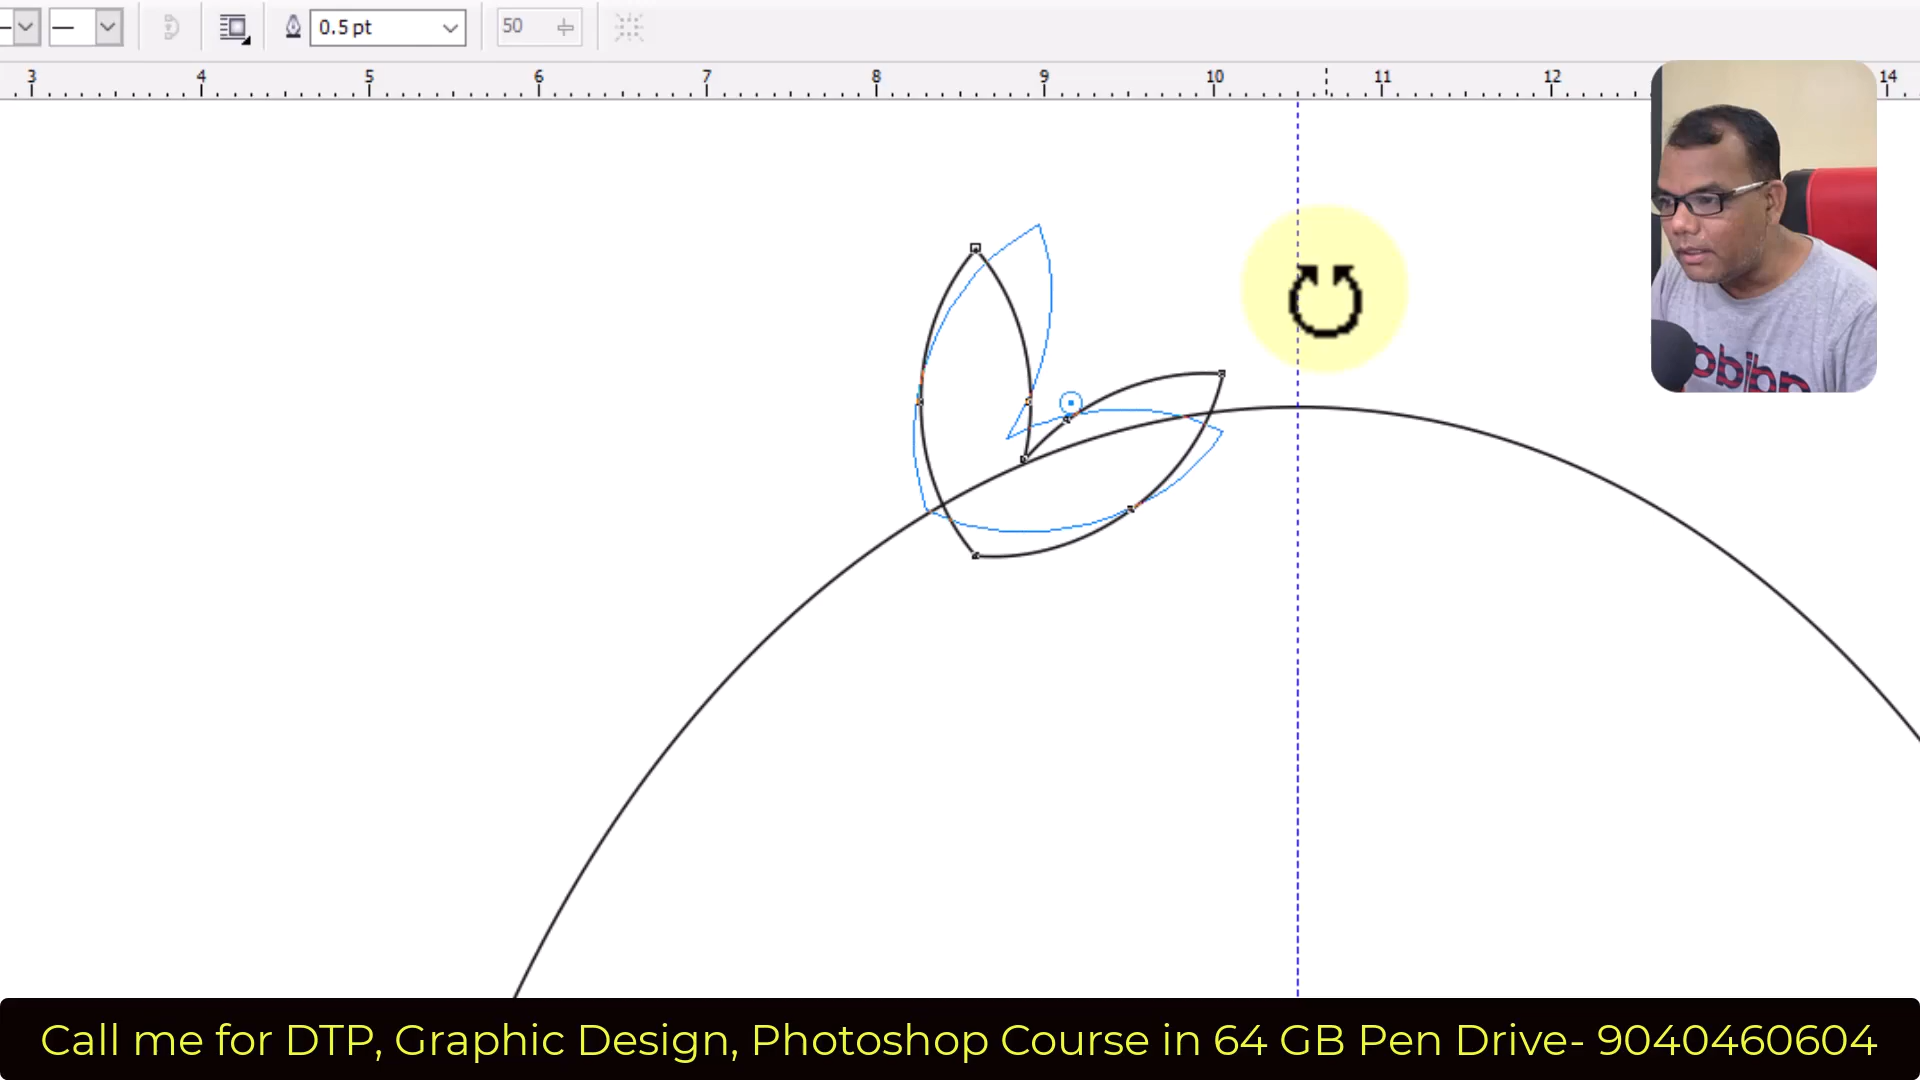 0.5 pt
50
3 4 5 6 7 8 9 10 11 12 14
Call me for DTP, Graphic Design, Photoshop Course in 64 GB Pen Drive- 9040460604